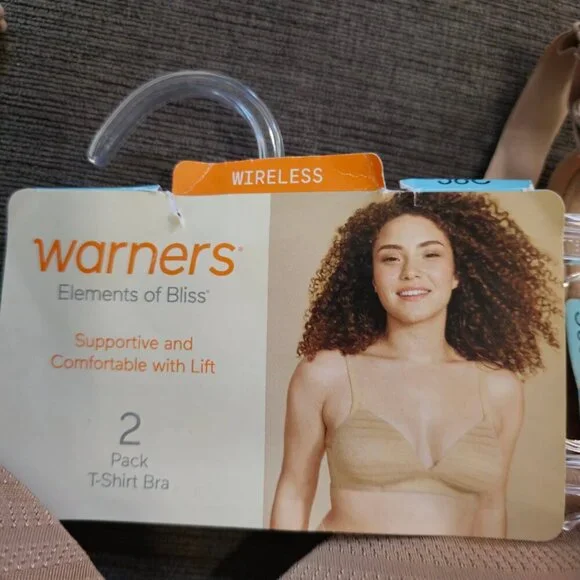 WIRELESS
warners®
Elements of Bliss®
Supportive and
Comfortable with Lift
2
Pack
T-Shirt Bra